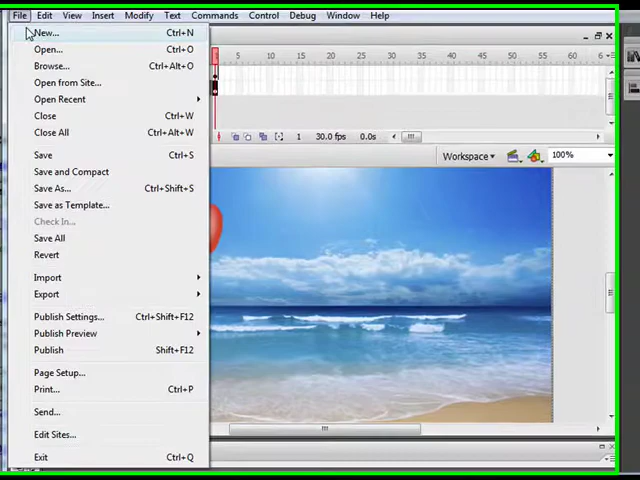 File Edit View Insert Modify Text Commands Control Debug Window Help
New... Ctrl+N
Open... Ctrl+O
Browse... Ctrl+Alt+O
Open from Site...
Open Recent
Close Ctrl+W
Close All Ctrl+Alt+W
Save Ctrl+S
Save and Compact
Save As... Ctrl+Shift+S
Save as Template...
Check In...
Save All
Revert
Import
Export
Publish Settings... Ctrl+Shift+F12
Publish Preview
Publish Shift+F12
Page Setup...
Print... Ctrl+P
Send...
Edit Sites...
Exit Ctrl+Q
5 10 15 20 25 30 35 40 45 50 55 60 65
1 30.0 fps 0.0s
Workspace 100%